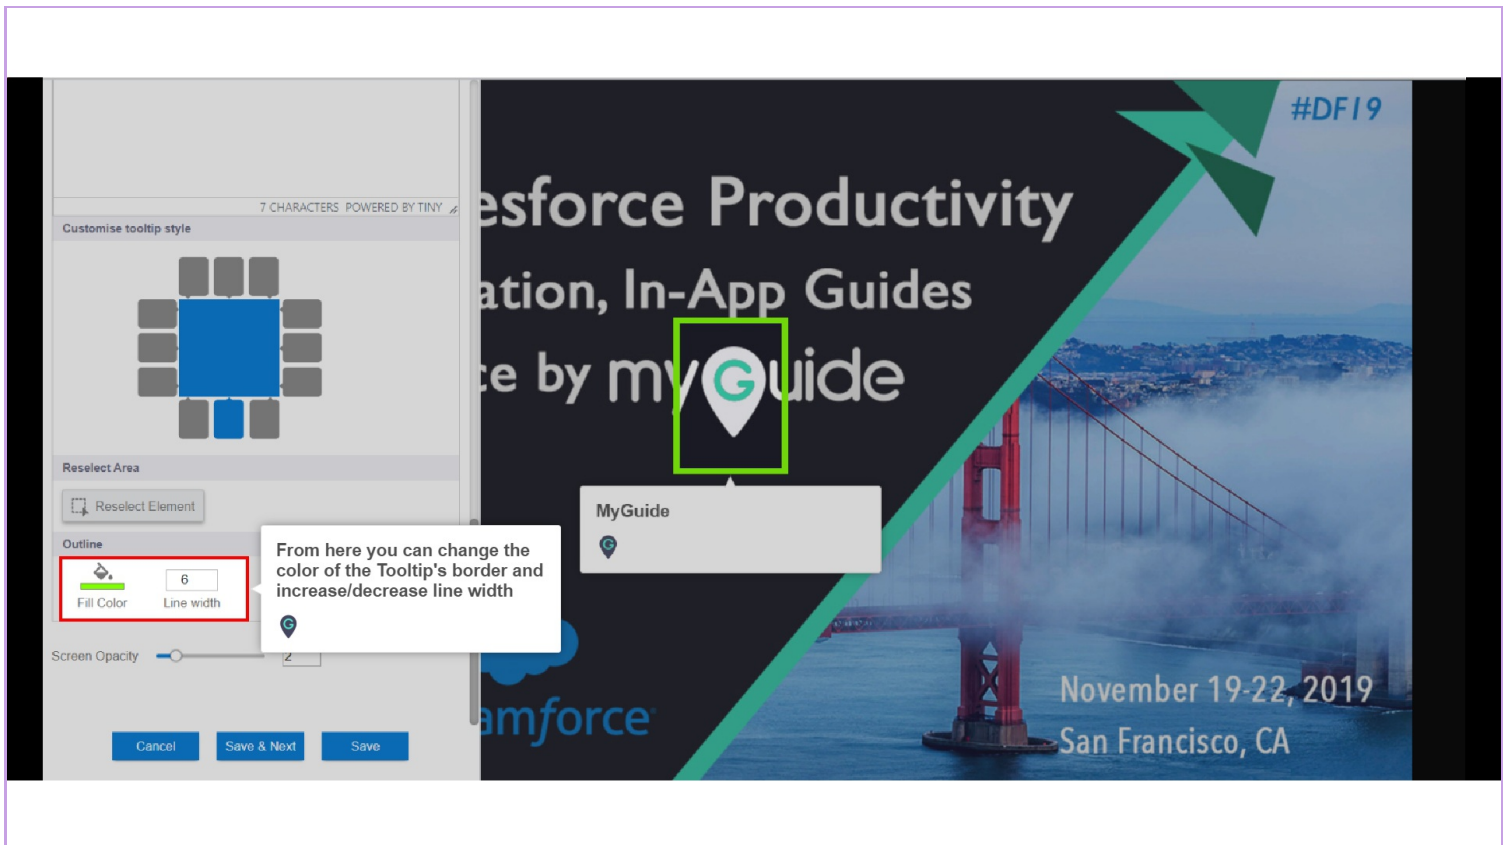 7 CHARACTERS POWERED BY TINY
Customise tooltip style
Reselect Area
Reselect Element
Outline
6
Fill Color
Line width
From here you can change the
color of the Tooltip's border and
increase/decrease line width
G
Screen Opacity
2
Cancel
Save & Next
Save
#DF19
esforce Productivity
ation, In-App Guides
ce by myGuide
MyGuide
G
amforce
November 19-22, 2019
San Francisco, CA